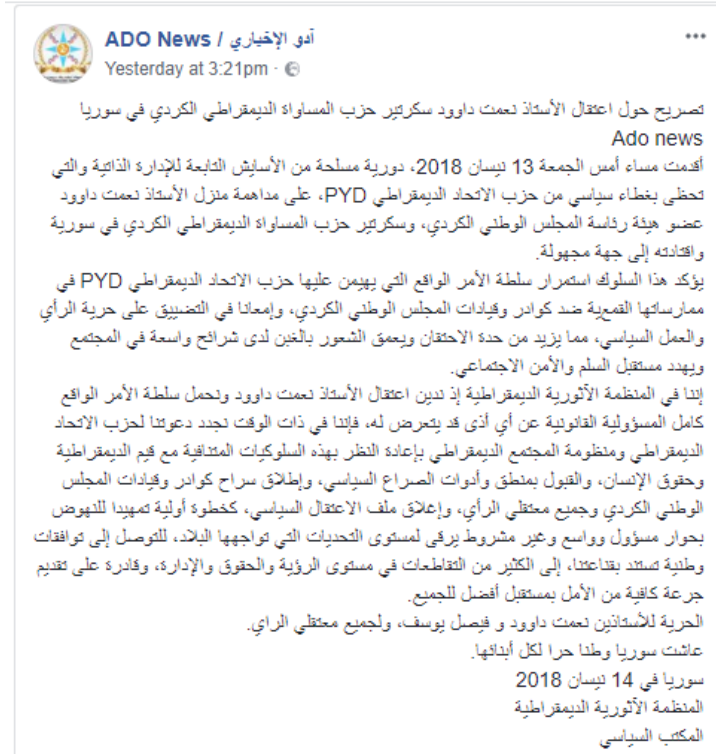 آدو الإخباري / ADO News
Yesterday at 3:21pm
تصريح حول اعتقال الأستاذ نعمت داوود سكرتير حزب المساواة الديمقراطي الكردي في سوريا
Ado news
أقدمت مساء أمس الجمعة 13 نيسان 2018، دورية مسلحة من الأسايش التابعة للإدارة الذاتية والتي
تحظى بغطاء سياسي من حزب الاتحاد الديمقراطي PYD، على مداهمة منزل الأستاذ نعمت داوود
عضو هيئة رئاسة المجلس الوطني الكردي، وسكرتير حزب المساواة الديمقراطي الكردي في سورية
واقتادته إلى جهة مجهولة.
يؤكد هذا السلوك استمرار سلطة الأمر الواقع التي يهيمن عليها حزب الاتحاد الديمقراطي PYD في
ممارساتها القمعية ضد كوادر وقيادات المجلس الوطني الكردي، وإمعانا في التضييق على حرية الرأي
والعمل السياسي، مما يزيد من حدة الاحتقان ويعمق الشعور بالغبن لدى شرائح واسعة في المجتمع
ويهدد مستقبل السلم والأمن الاجتماعي.
إننا في المنظمة الآثورية الديمقراطية إذ ندين اعتقال الأستاذ نعمت داوود ونحمل سلطة الأمر الواقع
كامل المسؤولية القانونية عن أي أذى قد يتعرض له، فإننا في ذات الوقت نجدد دعوتنا لحزب الاتحاد
الديمقراطي ومنظومة المجتمع الديمقراطي بإعادة النظر بهذه السلوكيات المتنافية مع قيم الديمقراطية
وحقوق الإنسان، والقبول بمنطق وأدوات الصراع السياسي، وإطلاق سراح كوادر وقيادات المجلس
الوطني الكردي وجميع معتقلي الرأي، وإغلاق ملف الاعتقال السياسي، كخطوة أولية تمهيدا للنهوض
بحوار مسؤول وواسع وغير مشروط يرقى لمستوى التحديات التي تواجهها البلاد، للتوصل إلى توافقات
وطنية تستند بقناعتنا، إلى الكثير من التقاطعات في مستوى الرؤية والحقوق والإدارة، وقادرة على تقديم
جرعة كافية من الأمل بمستقبل أفضل للجميع.
الحرية للأستاذين نعمت داوود و فيصل يوسف، ولجميع معتقلي الراي.
عاشت سوريا وطنا حرا لكل أبنائها.
سوريا في 14 نيسان 2018
المنظمة الآثورية الديمقراطية
المكتب السياسي